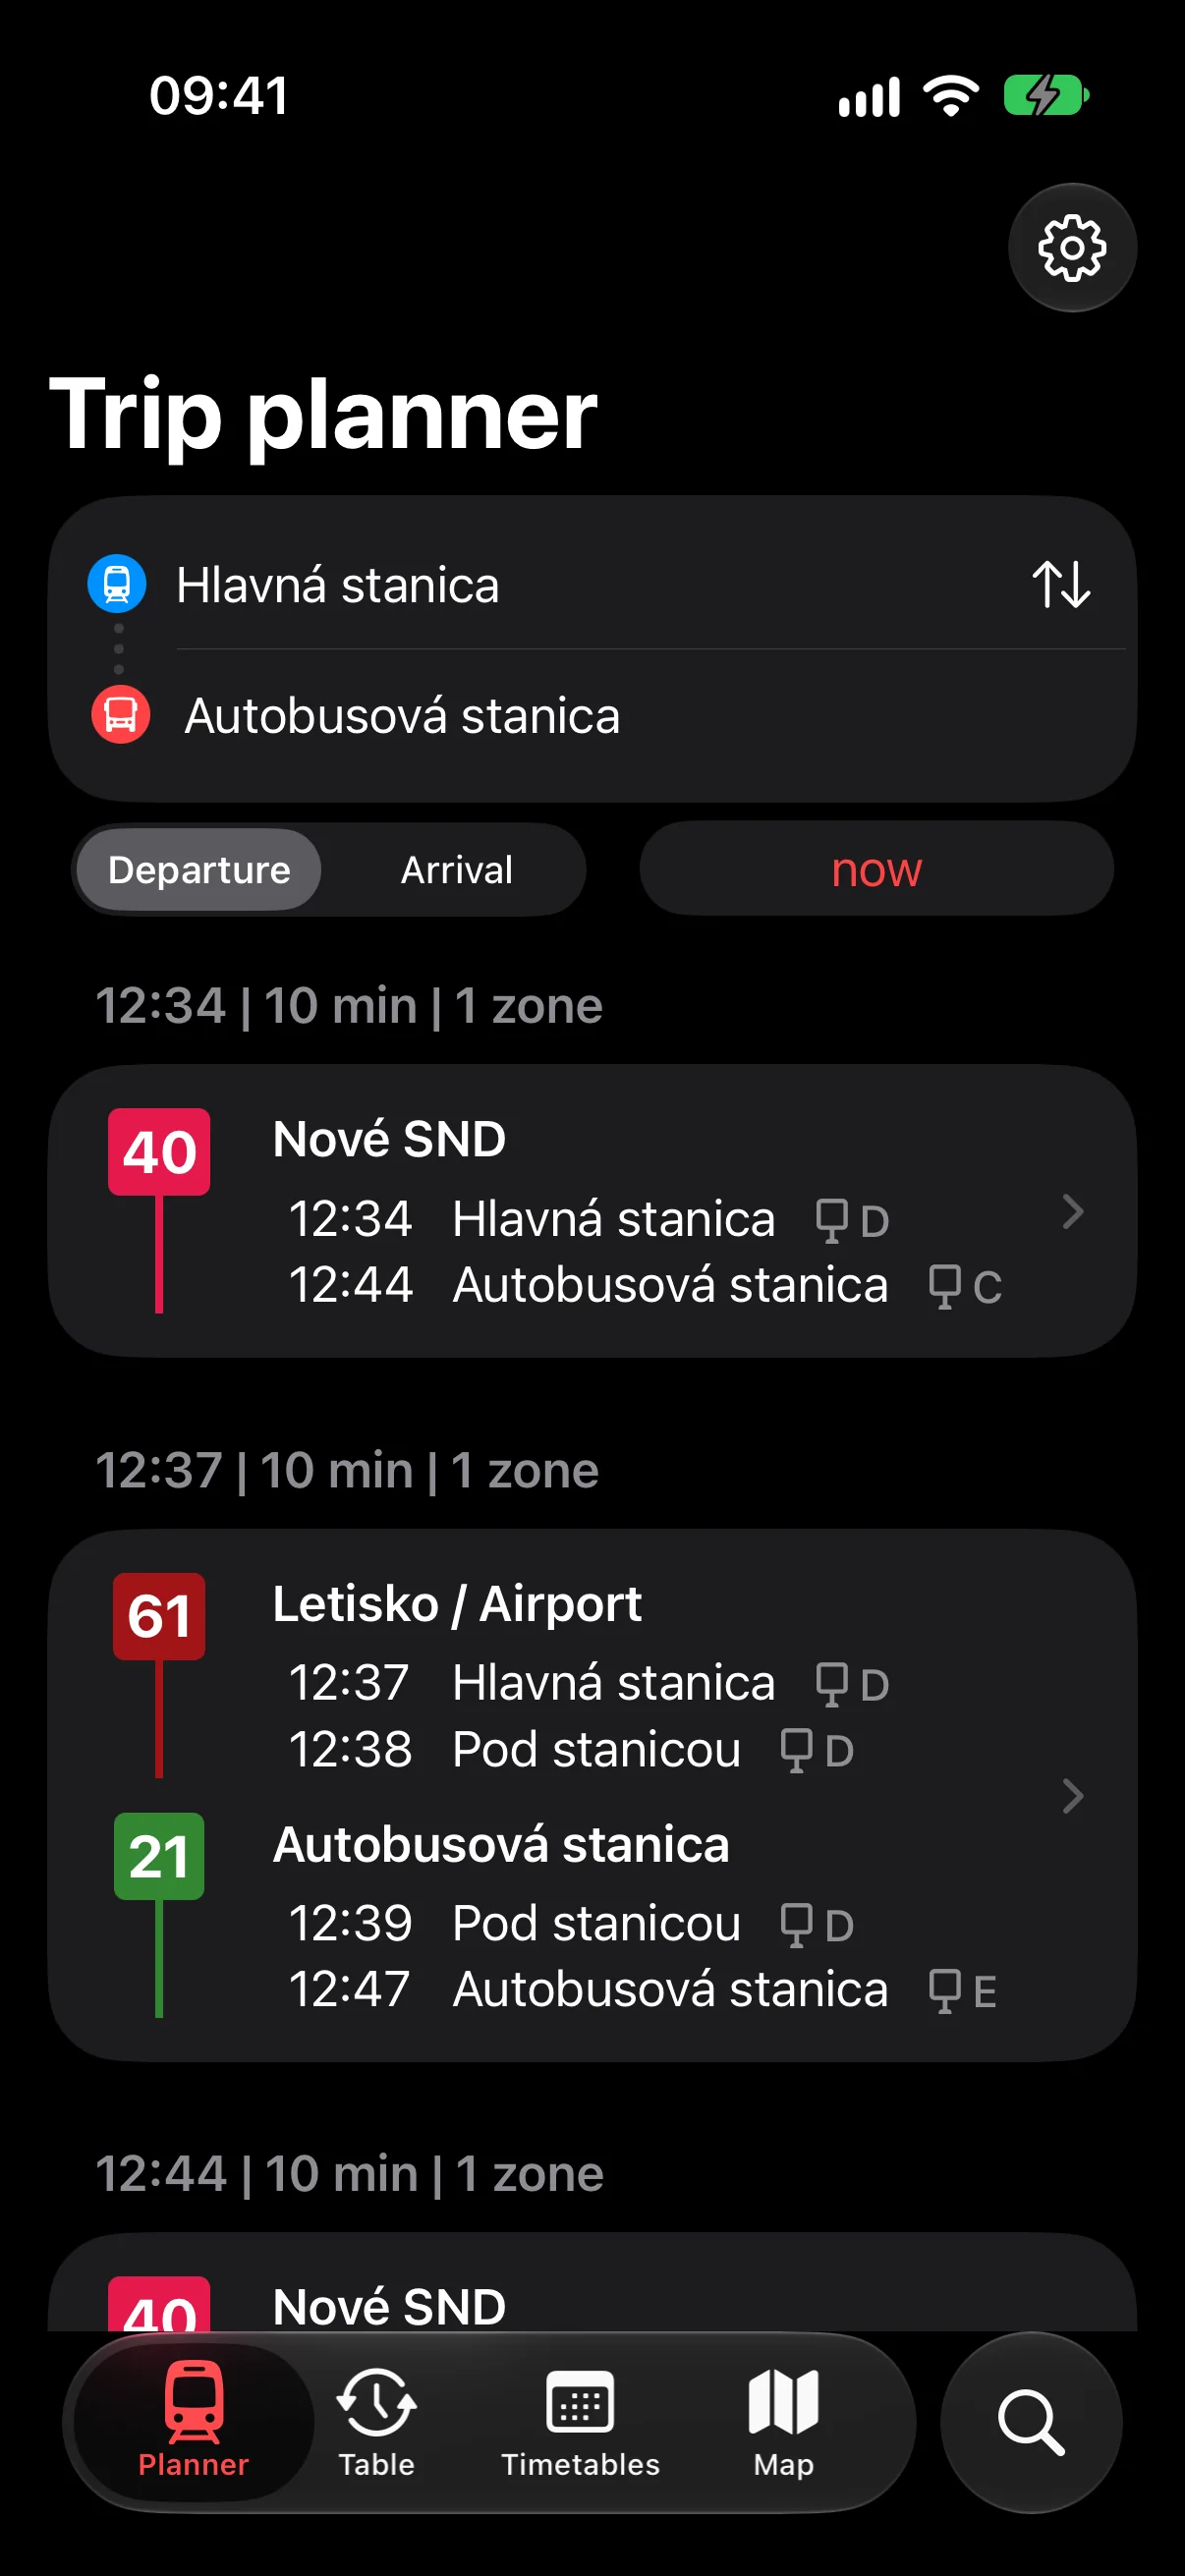 09:41
Trip planner
Hlavná stanica
Autobusová stanica
Departure Arrival now
12:34 | 10 min | 1 zone
40 Nové SND
12:34 Hlavná stanica D
12:44 Autobusová stanica C
12:37 | 10 min | 1 zone
61 Letisko / Airport
12:37 Hlavná stanica D
12:38 Pod stanicou D
21 Autobusová stanica
12:39 Pod stanicou D
12:47 Autobusová stanica E
12:44 | 10 min | 1 zone
40 Nové SND
Planner Table Timetables Map